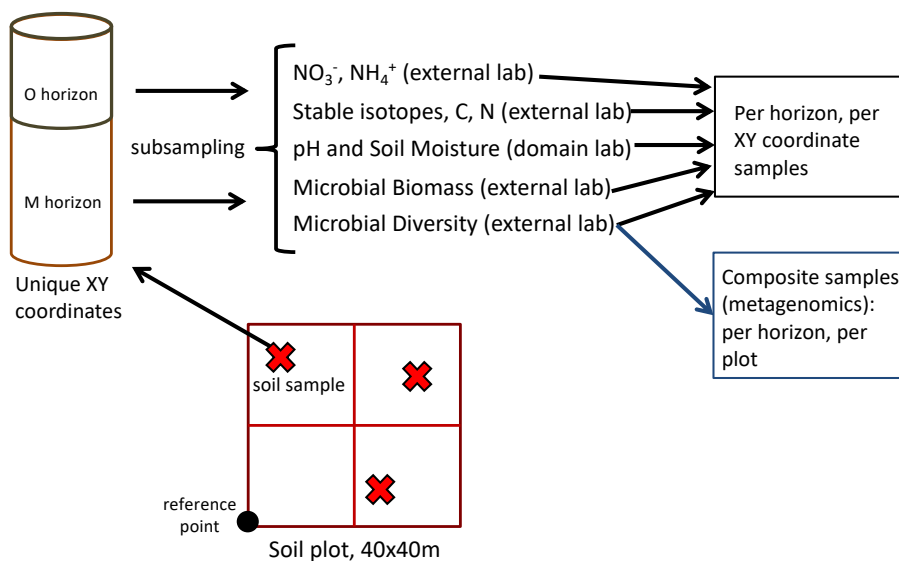 O horizon
M horizon
Unique XY
coordinates
subsampling
NO₃⁻, NH₄⁺ (external lab)
Stable isotopes, C, N (external lab)
pH and Soil Moisture (domain lab)
Microbial Biomass (external lab)
Microbial Diversity (external lab)
Per horizon, per
XY coordinate
samples
Composite samples
(metagenomics):
per horizon, per
plot
soil sample
reference
point
Soil plot, 40x40m